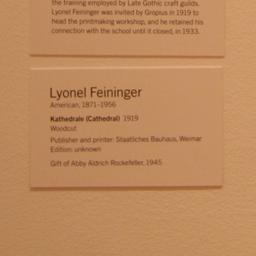 the training employed by Late Gothic craft guilds.
Lyonel Feininger was invited by Gropius in 1919 to
head the printmaking workshop, and he retained his
connection with the school until it closed, in 1933.
Lyonel Feininger
American, 1871–1956
Kathedrale (Cathedral) 1919
Woodcut
Publisher and printer: Staatliches Bauhaus, Weimar
Edition: unknown
Gift of Abby Aldrich Rockefeller, 1945